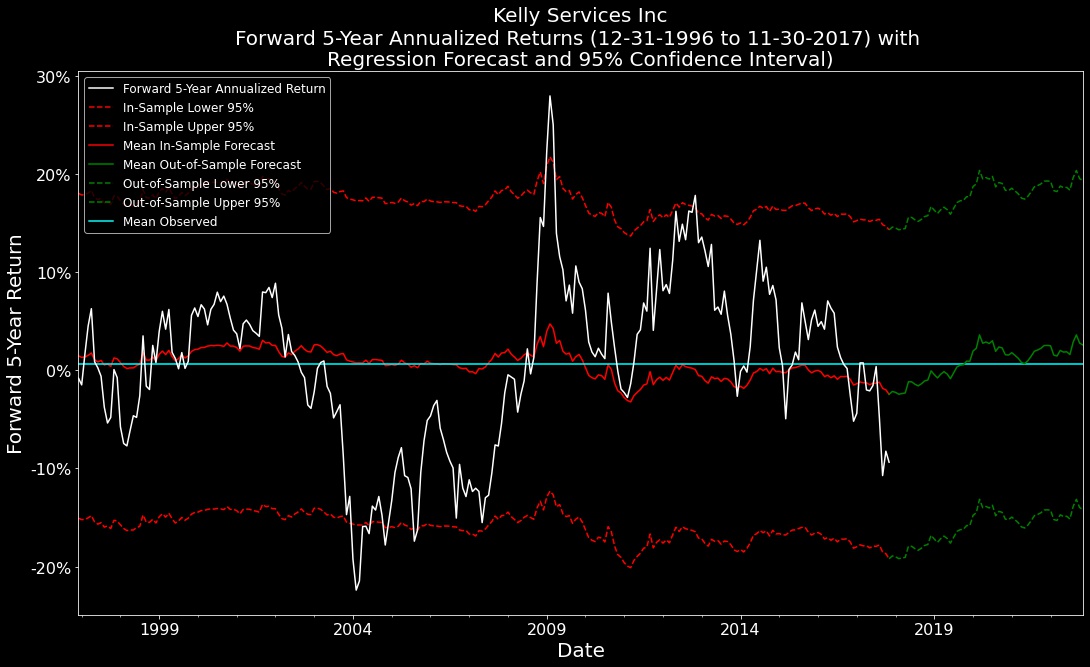 Kelly Services Inc
Forward 5-Year Annualized Returns (12-31-1996 to 11-30-2017) with
Regression Forecast and 95% Confidence Interval)
Forward 5-Year Annualized Return
In-Sample Lower 95%
In-Sample Upper 95%
Mean In-Sample Forecast
Mean Out-of-Sample Forecast
Out-of-Sample Lower 95%
Out-of-Sample Upper 95%
Mean Observed
Forward 5-Year Return
30%
20%
10%
0%
-10%
-20%
1999
2004
2009
2014
2019
Date